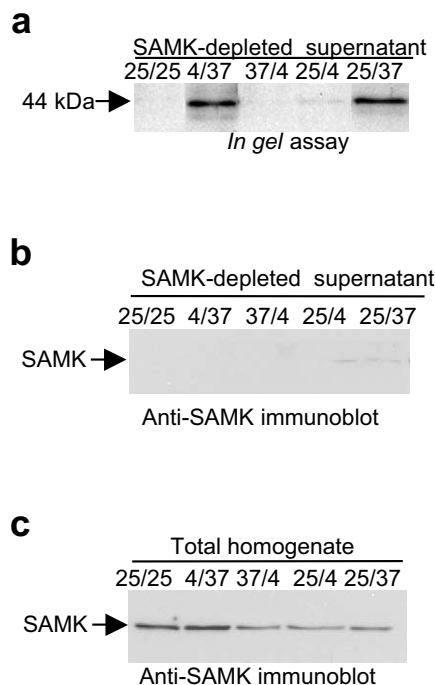 a
SAMK-depleted supernatant
25/25 4/37 37/4 25/4 25/37
44 kDa
In gel assay
b
SAMK-depleted supernatant
25/25 4/37 37/4 25/4 25/37
SAMK
Anti-SAMK immunoblot
c
Total homogenate
25/25 4/37 37/4 25/4 25/37
SAMK
Anti-SAMK immunoblot